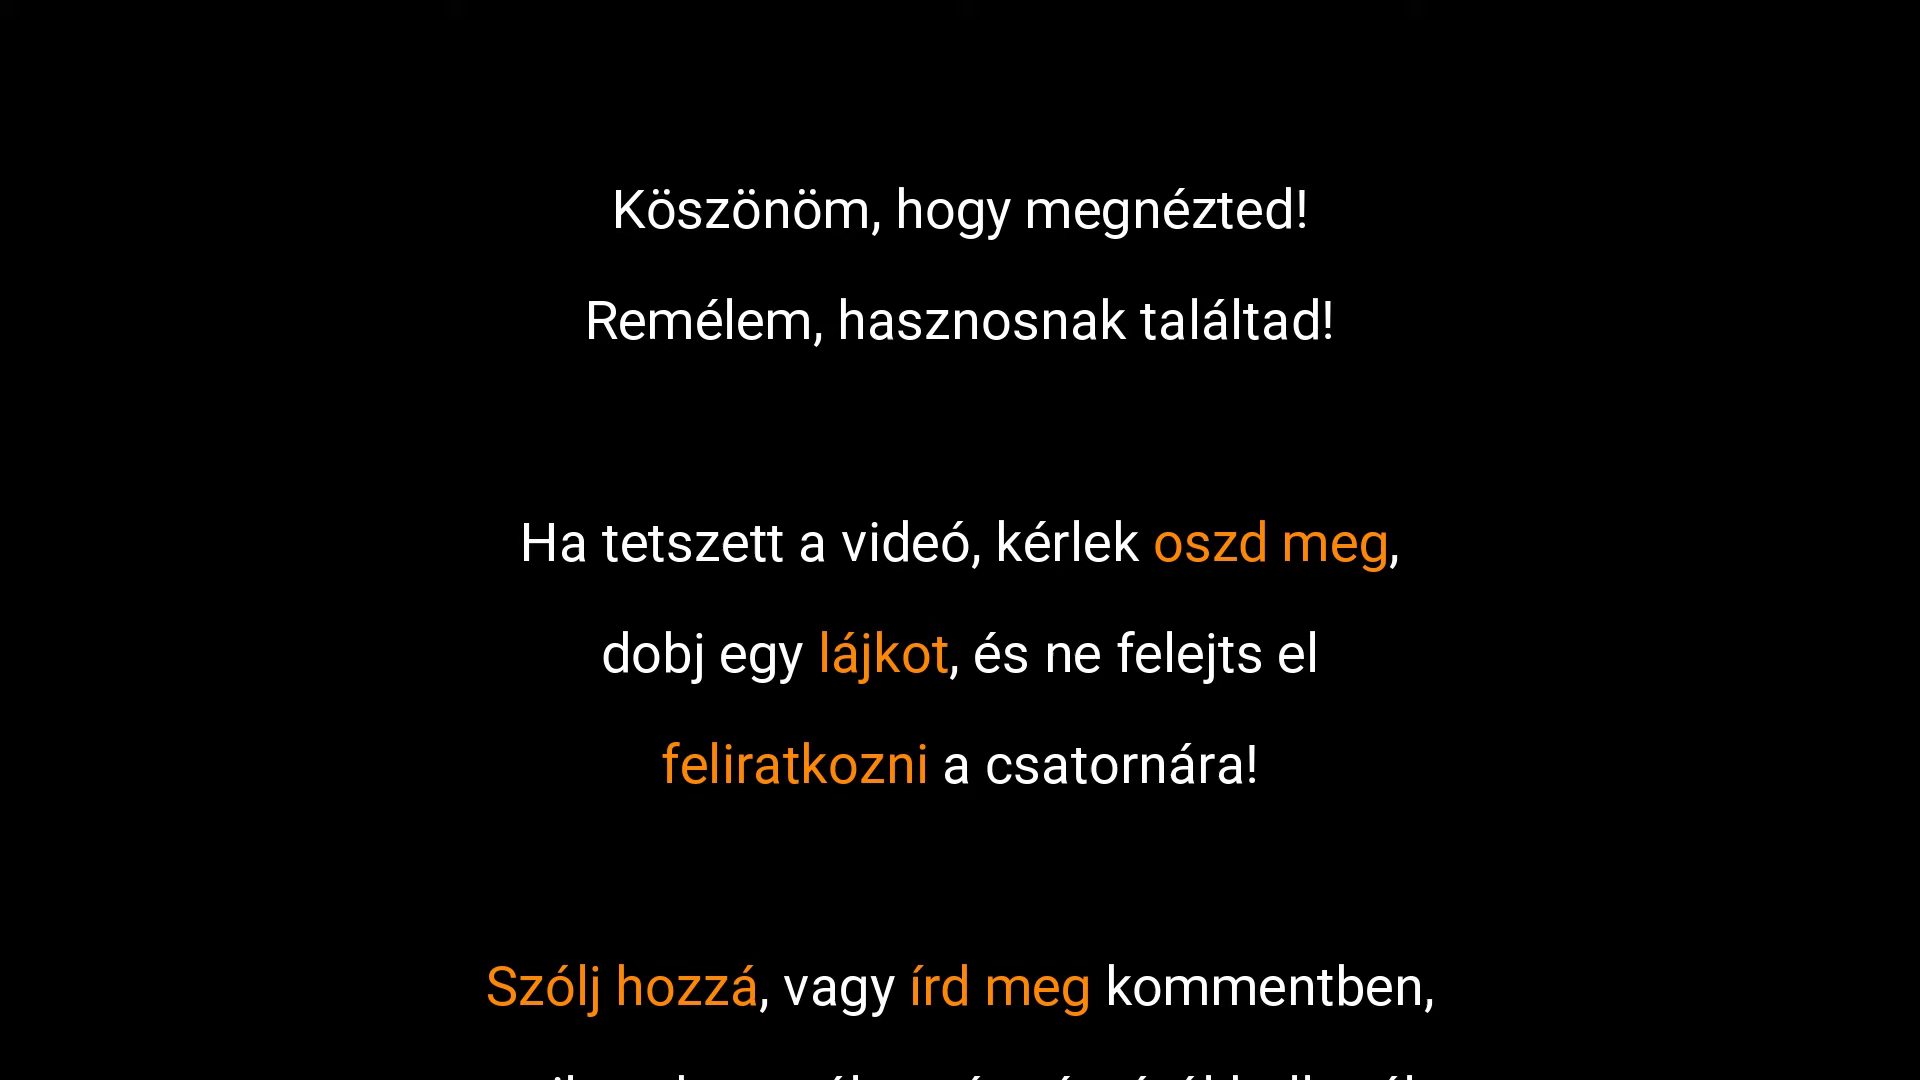 Köszönöm, hogy megnézted!
Remélem, hasznosnak találtad!
Ha tetszett a videó, kérlek oszd meg,
dobj egy lájkot, és ne felejts el
feliratkozni a csatornára!
Szólj hozzá, vagy írd meg kommentben,